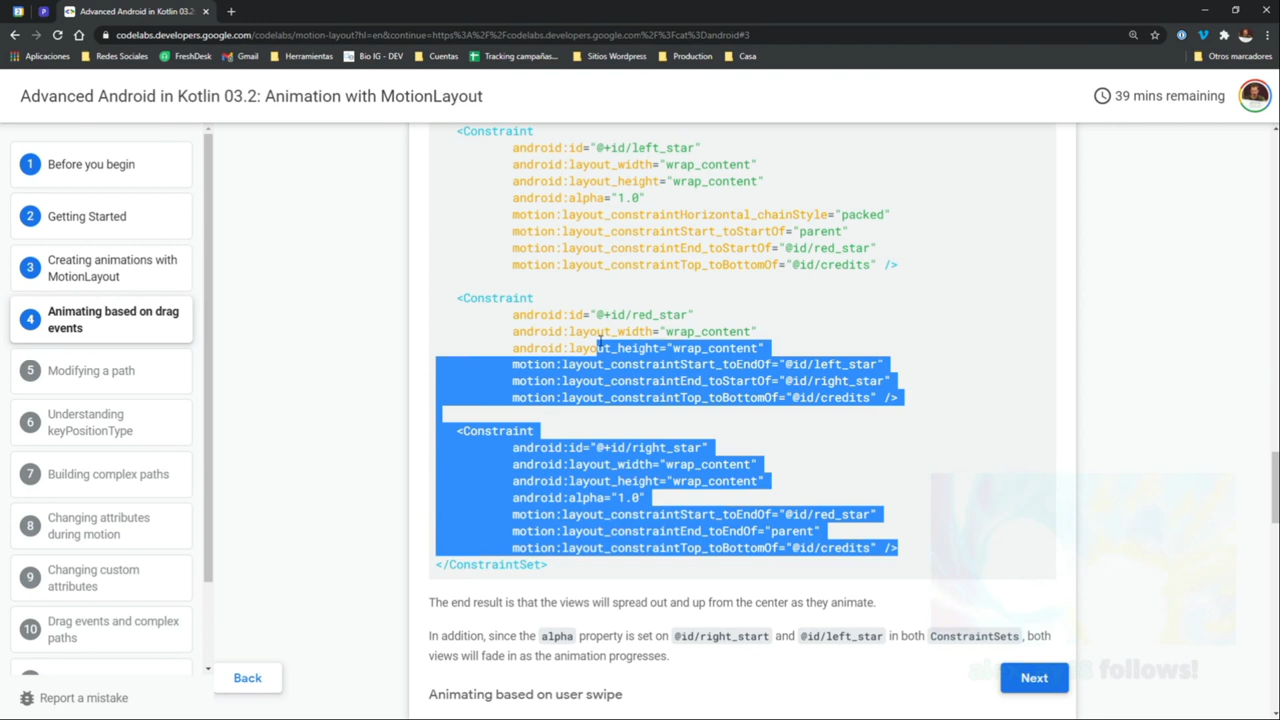 Advanced Android in Kotlin 03.2:
codelabs.developers.google.com/codelabs/motion-layout?hl=en&continue=https%3A%2F%2Fcodelabs.developers.google.com%2F%3Fcat%3Dandroid#3
Aplicaciones Redes Sociales FreshDesk Gmail Herramientas Bio IG - DEV Cuentas Tracking campañas... Sitios Wordpress Production Casa Otros marcadores
Advanced Android in Kotlin 03.2: Animation with MotionLayout
39 mins remaining
1 Before you begin
2 Getting Started
3 Creating animations with
MotionLayout
4 Animating based on drag
events
5 Modifying a path
6 Understanding
keyPositionType
7 Building complex paths
8 Changing attributes
during motion
9 Changing custom
attributes
10 Drag events and complex
paths
Report a mistake
<Constraint
android:id="@+id/left_star"
android:layout_width="wrap_content"
android:layout_height="wrap_content"
android:alpha="1.0"
motion:layout_constraintHorizontal_chainStyle="packed"
motion:layout_constraintStart_toStartOf="parent"
motion:layout_constraintEnd_toStartOf="@id/red_star"
motion:layout_constraintTop_toBottomOf="@id/credits" />
<Constraint
android:id="@+id/red_star"
android:layout_width="wrap_content"
android:layout_height="wrap_content"
motion:layout_constraintStart_toEndOf="@id/left_star"
motion:layout_constraintEnd_toStartOf="@id/right_star"
motion:layout_constraintTop_toBottomOf="@id/credits" />
<Constraint
android:id="@+id/right_star"
android:layout_width="wrap_content"
android:layout_height="wrap_content"
android:alpha="1.0"
motion:layout_constraintStart_toEndOf="@id/red_star"
motion:layout_constraintEnd_toEndOf="parent"
motion:layout_constraintTop_toBottomOf="@id/credits" />
</ConstraintSet>
The end result is that the views will spread out and up from the center as they animate.
In addition, since the alpha property is set on @id/right_start and @id/left_star in both ConstraintSets, both
views will fade in as the animation progresses.
Animating based on user swipe
Back
Next
follows!